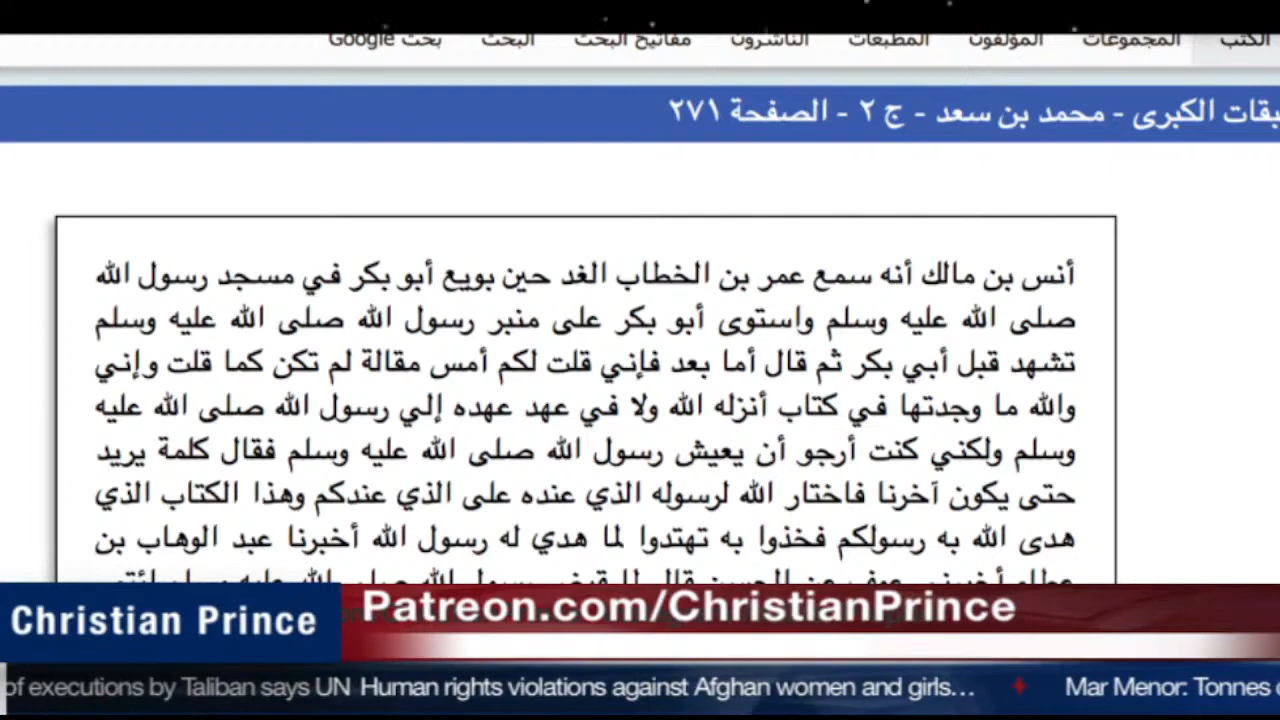 الكتب المجموعات المؤلفون المطبعات الناشرون مفاتيح البحث البحث بحث Google
بقات الكبرى - محمد بن سعد - ج ٢ - الصفحة ٢٧١
أنس بن مالك أنه سمع عمر بن الخطاب الغد حين بويع أبو بكر في مسجد رسول الله
صلى الله عليه وسلم واستوى أبو بكر على منبر رسول الله صلى الله عليه وسلم
تشهد قبل أبي بكر ثم قال أما بعد فإني قلت لكم أمس مقالة لم تكن كما قلت وإني
والله ما وجدتها في كتاب أنزله الله ولا في عهد عهده إلي رسول الله صلى الله عليه
وسلم ولكني كنت أرجو أن يعيش رسول الله صلى الله عليه وسلم فقال كلمة يريد
حتى يكون آخرنا فاختار الله لرسوله الذي عنده على الذي عندكم وهذا الكتاب الذي
هدى الله به رسولكم فخذوا به تهتدوا لما هدي له رسول الله أخبرنا عبد الوهاب بن
Christian Prince
Patreon.com/ChristianPrince
of executions by Taliban says UN Human rights violations against Afghan women and girls… Mar Menor: Tonnes